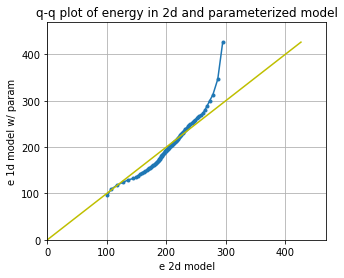 q-q plot of energy in 2d and parameterized model
e 1d model w/ param
400
300
200
100
0
0 100 200 300 400
e 2d model